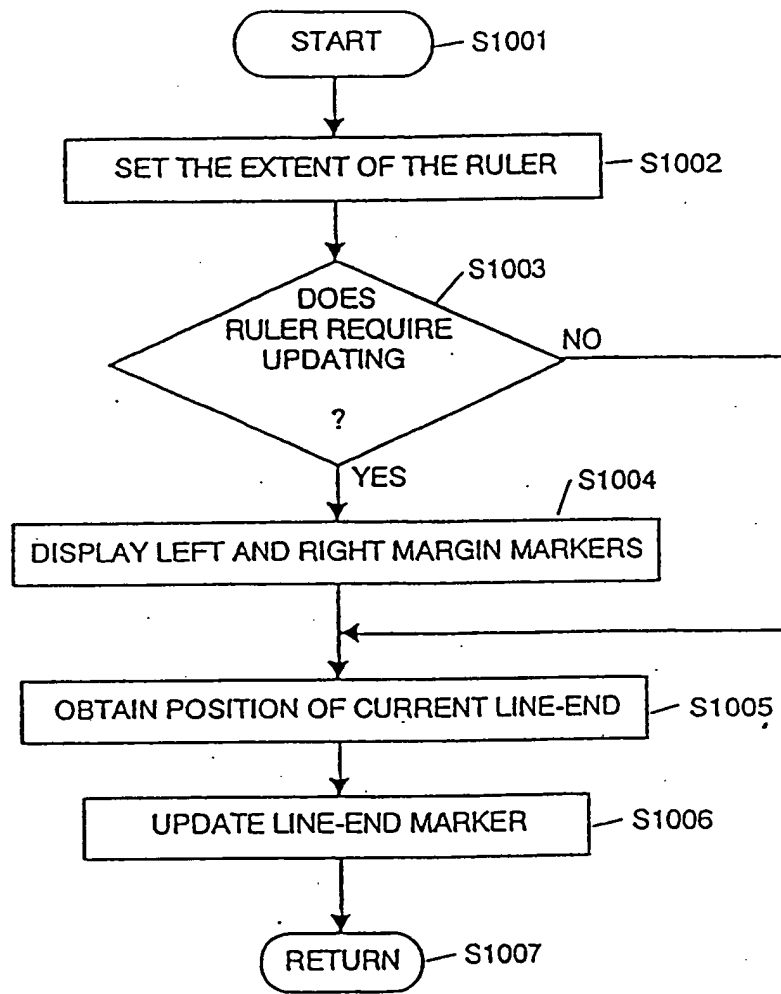 START
S1001
SET THE EXTENT OF THE RULER
S1002
S1003
DOES
RULER REQUIRE
UPDATING
?
NO
YES
S1004
DISPLAY LEFT AND RIGHT MARGIN MARKERS
OBTAIN POSITION OF CURRENT LINE-END
S1005
UPDATE LINE-END MARKER
S1006
RETURN
S1007